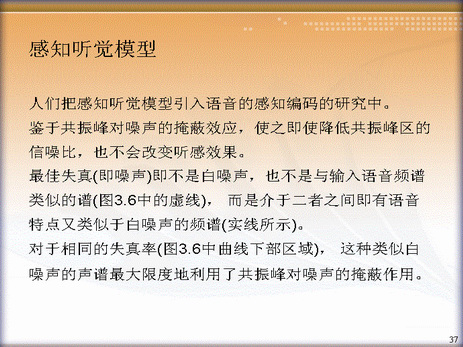 感知听觉模型
人们把感知听觉模型引入语音的感知编码的研究中。
鉴于共振峰对噪声的掩蔽效应，使之即使降低共振峰区的
信噪比，也不会改变听感效果。
最佳失真(即噪声)即不是白噪声，也不是与输入语音频谱
类似的谱(图3.6中的虚线)， 而是介于二者之间即有语音
特点又类似于白噪声的频谱(实线所示)。
对于相同的失真率(图3.6中曲线下部区域)， 这种类似白
噪声的声谱最大限度地利用了共振峰对噪声的掩蔽作用。
37